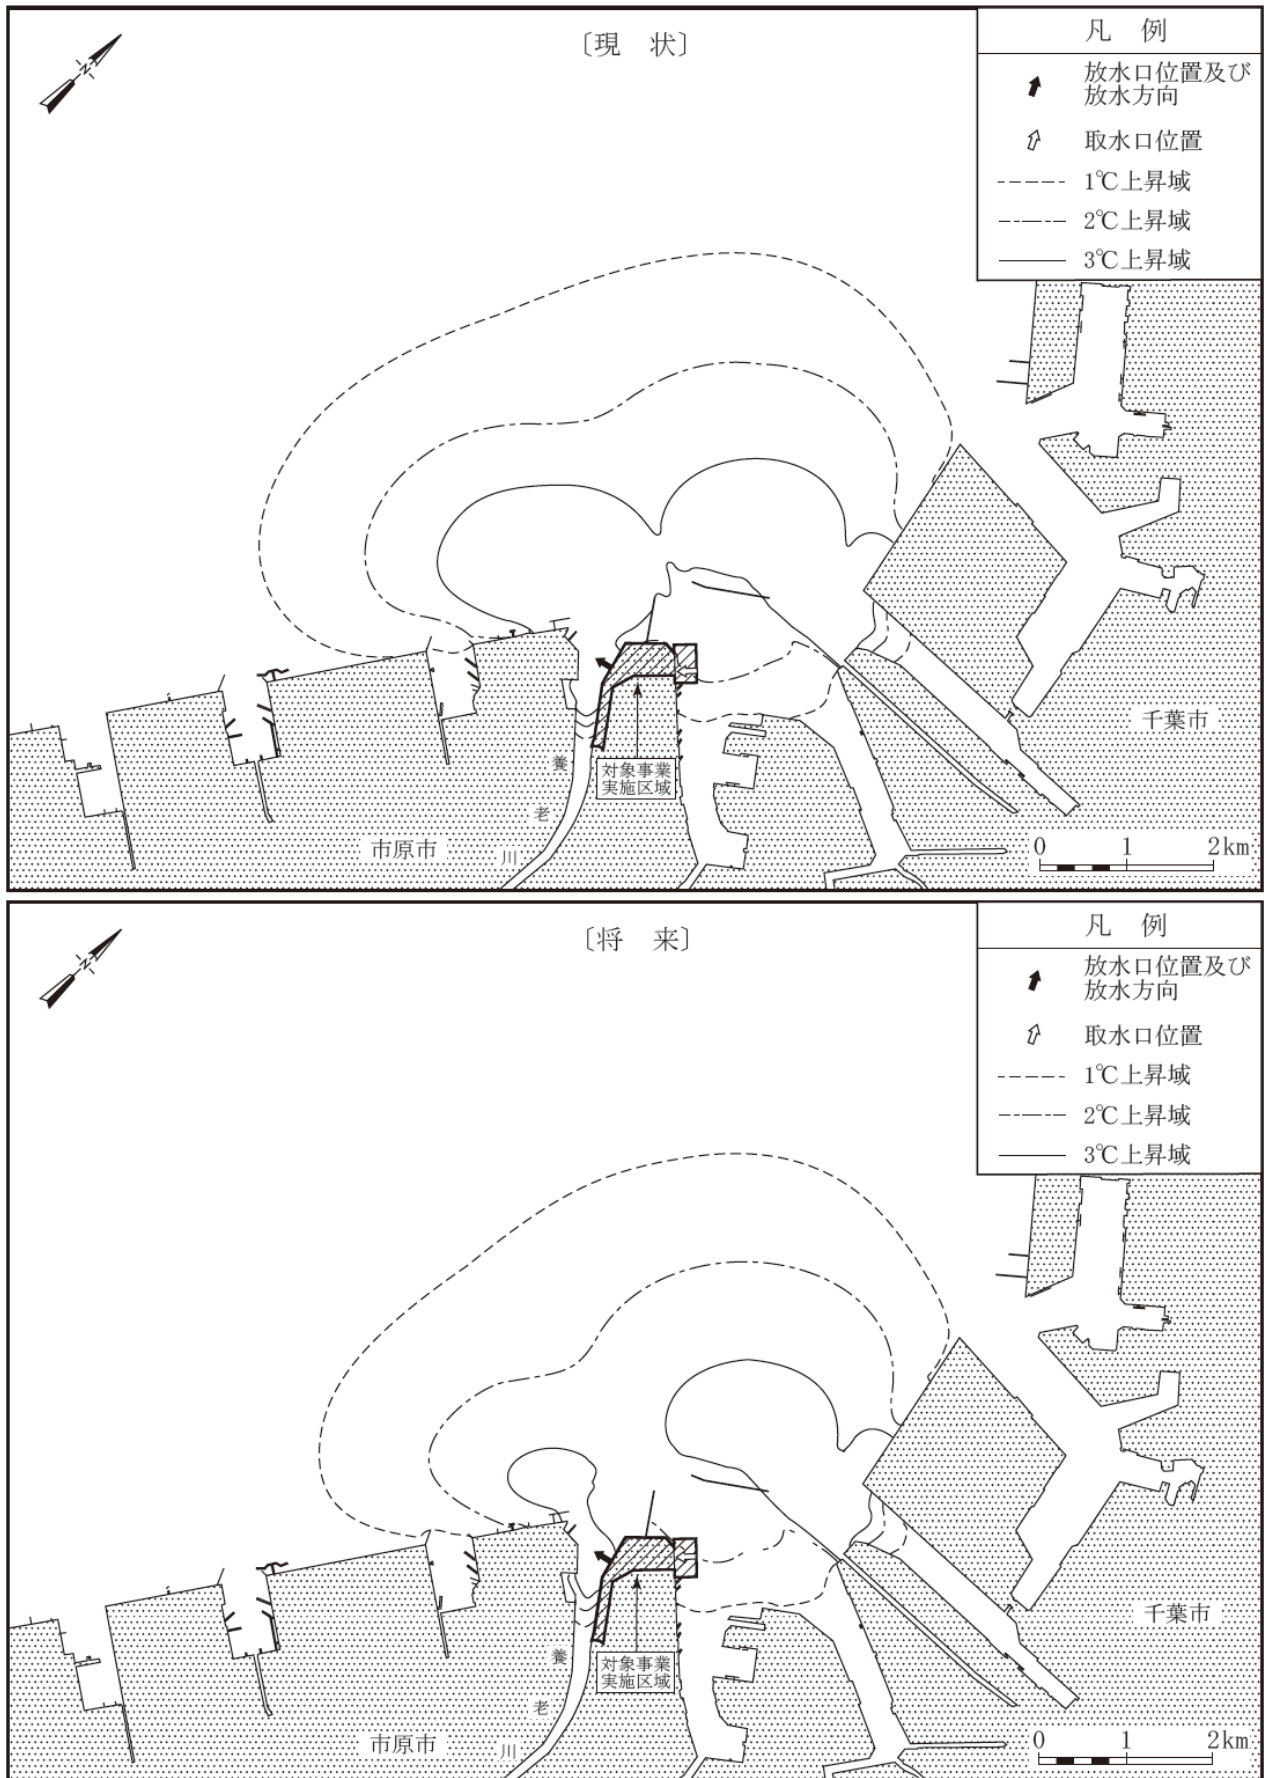 〔現 状〕
N
凡 例
放水口位置及び
放水方向
取水口位置
1℃上昇域
2℃上昇域
3℃上昇域
千葉市
対象事業
実施区域
養
老
川
市原市
0 1 2km
〔将 来〕
N
凡 例
放水口位置及び
放水方向
取水口位置
1℃上昇域
2℃上昇域
3℃上昇域
千葉市
対象事業
実施区域
養
老
川
市原市
0 1 2km